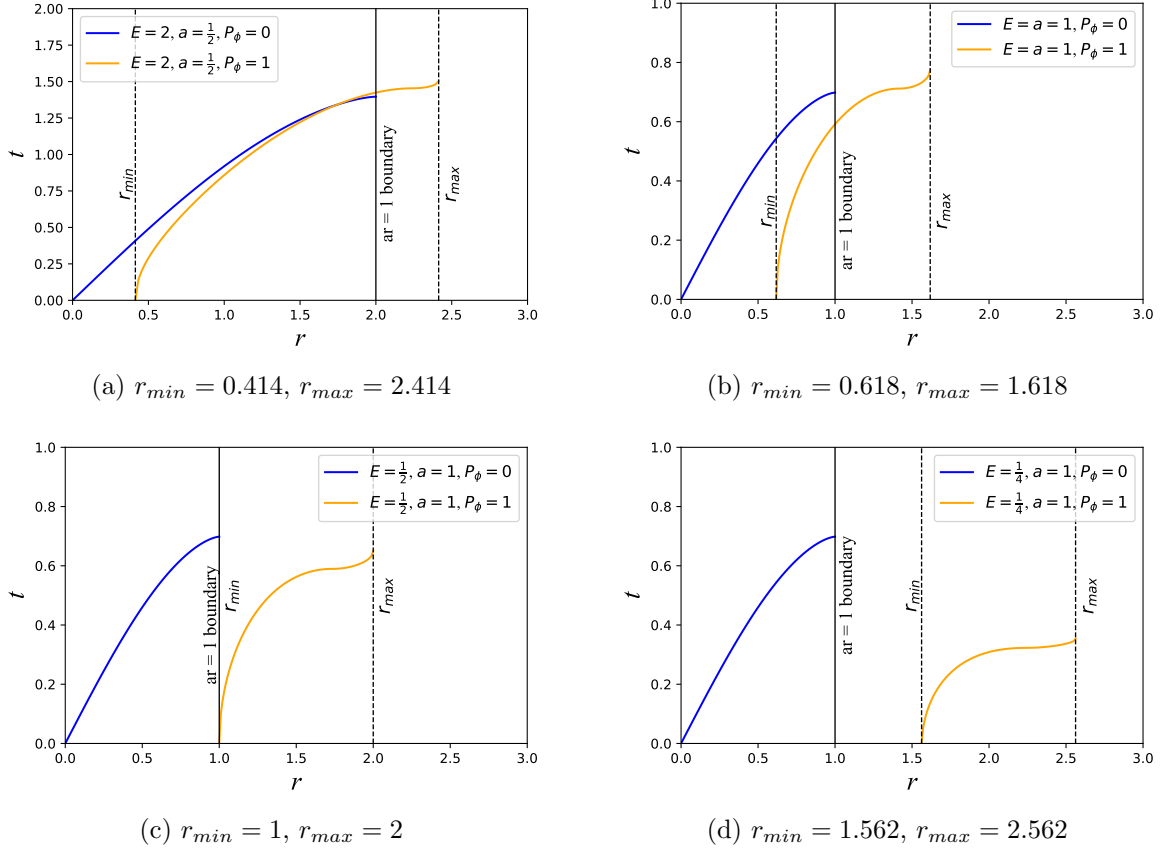 2.00
1.75
1.50
1.25
1.00
0.75
0.50
0.25
0.00
t
E = 2, a = 1/2, P_ϕ = 0
E = 2, a = 1/2, P_ϕ = 1
r_min
ar = 1 boundary
r_max
0.0 0.5 1.0 1.5 2.0 2.5 3.0
r
(a) r_min = 0.414, r_max = 2.414
1.0
0.8
0.6
0.4
0.2
0.0
t
E = a = 1, P_ϕ = 0
E = a = 1, P_ϕ = 1
r_min
ar = 1 boundary
r_max
0.0 0.5 1.0 1.5 2.0 2.5 3.0
r
(b) r_min = 0.618, r_max = 1.618
1.0
0.8
0.6
0.4
0.2
0.0
t
E = 1/2, a = 1, P_ϕ = 0
E = 1/2, a = 1, P_ϕ = 1
ar = 1 boundary
r_min
r_max
0.0 0.5 1.0 1.5 2.0 2.5 3.0
r
(c) r_min = 1, r_max = 2
1.0
0.8
0.6
0.4
0.2
0.0
t
E = 1/4, a = 1, P_ϕ = 0
E = 1/4, a = 1, P_ϕ = 1
ar = 1 boundary
r_min
r_max
0.0 0.5 1.0 1.5 2.0 2.5 3.0
r
(d) r_min = 1.562, r_max = 2.562